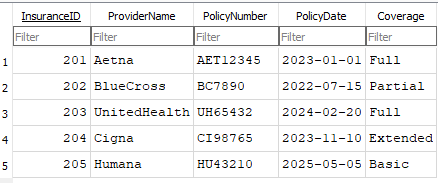 InsuranceID ProviderName PolicyNumber PolicyDate Coverage
Filter Filter Filter Filter Filter
1 201 Aetna AET12345 2023-01-01 Full
2 202 BlueCross BC7890 2022-07-15 Partial
3 203 UnitedHealth UH65432 2024-02-20 Full
4 204 Cigna CI98765 2023-11-10 Extended
5 205 Humana HU43210 2025-05-05 Basic